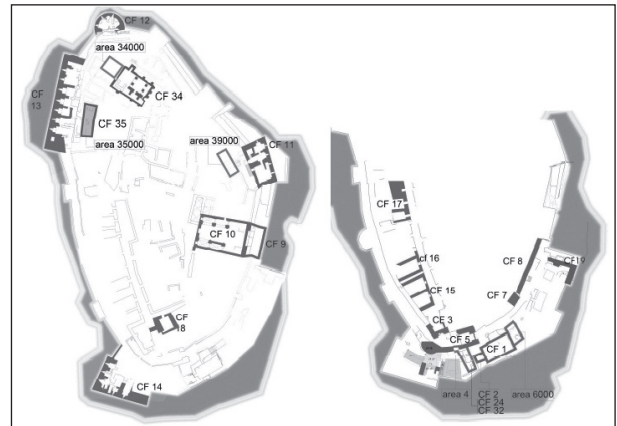 CF 12
area 34000
CF
13
CF 34
CF 35
area 35000
area 39000
CF 11
CF 10
CF 9
CF
18
CF 14
CF 17
cf 16
CF 15
CF 8
CF 19
CF 7
CF 3
CF 5
CF 1
area 4
CF 2
CF 24
CF 32
area 6000